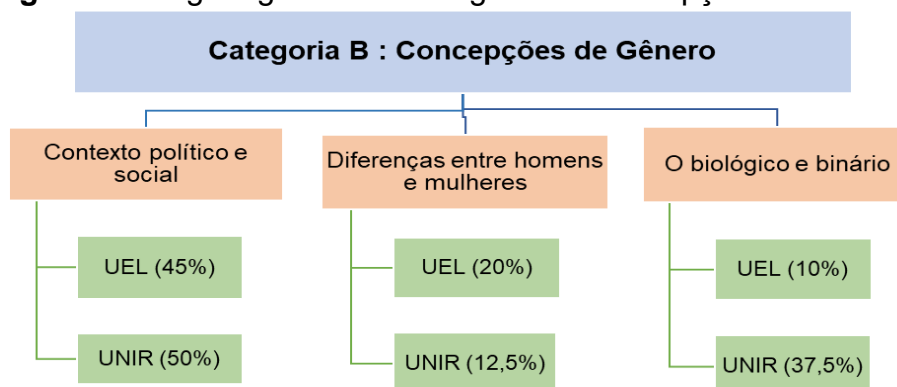 Categoria B : Concepções de Gênero
Contexto político e
social
UEL (45%)
UNIR (50%)
Diferenças entre homens
e mulheres
UEL (20%)
UNIR (12,5%)
O biológico e binário
UEL (10%)
UNIR (37,5%)